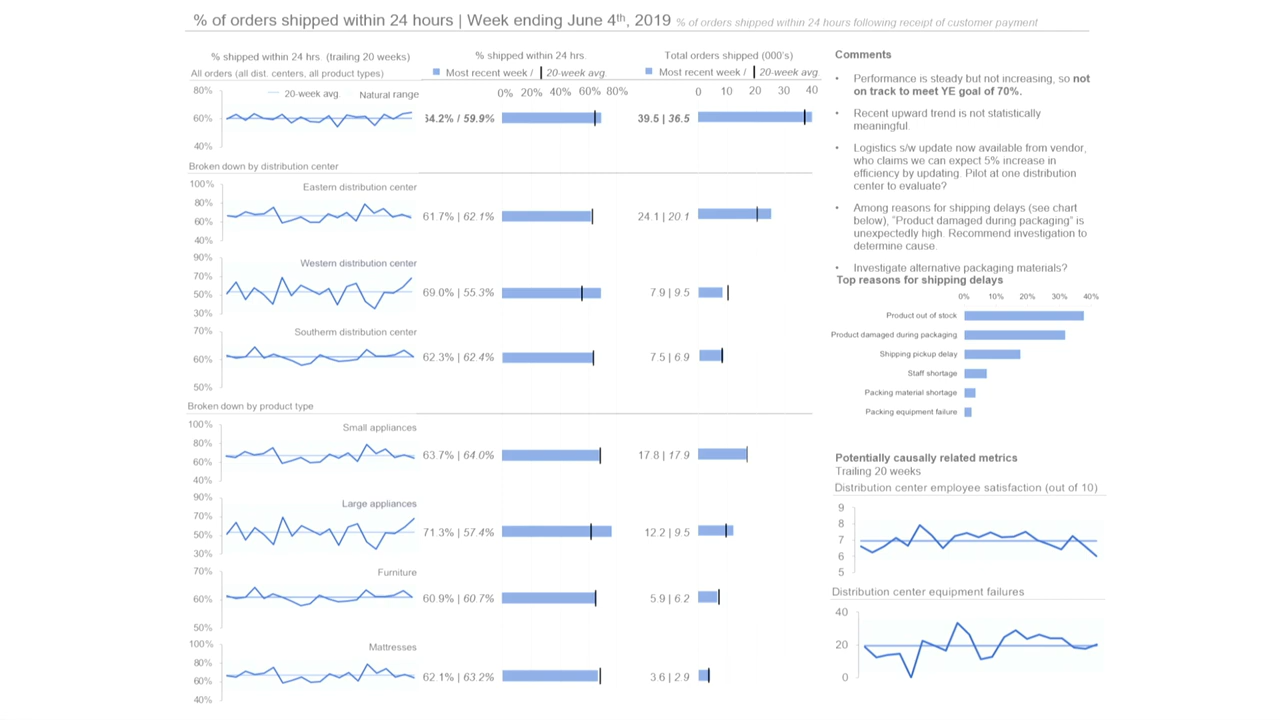 % of orders shipped within 24 hours | Week ending June 4th, 2019 % of orders shipped within 24 hours following receipt of customer payment
% shipped within 24 hrs. (trailing 20 weeks)
All orders (all dist. centers, all product types)
% shipped within 24 hrs
Most recent week / 20-week avg.
Total orders shipped (000's)
Most recent week / 20-week avg.
80%
60%
40%
20-week avg.
Natural range
0% 20% 40% 60% 80%
0 10 20 30 40
64.2% / 59.9%
39.5 | 36.5
Broken down by distribution center
100%
80%
60%
40%
Eastern distribution center
61.7% | 62.1%
24.1 | 20.1
90%
70%
50%
30%
Western distribution center
69.0% | 55.3%
7.9 | 9.5
70%
60%
50%
Southern distribution center
62.3% | 62.4%
7.5 | 6.9
Broken down by product type
100%
80%
60%
40%
Small appliances
63.7% | 64.0%
17.8 | 17.9
90%
70%
50%
30%
Large appliances
71.3% | 57.4%
12.2 | 9.5
70%
60%
50%
Furniture
60.9% | 60.7%
5.9 | 6.2
100%
80%
60%
40%
Mattresses
62.1% | 63.2%
3.6 | 2.9
Comments
• Performance is steady but not increasing, so not
on track to meet YE goal of 70%.
• Recent upward trend is not statistically
meaningful.
• Logistics s/w update now available from vendor,
who claims we can expect 5% increase in
efficiency by updating. Pilot at one distribution
center to evaluate?
• Among reasons for shipping delays (see chart
below), "Product damaged during packaging" is
unexpectedly high. Recommend investigation to
determine cause.
• Investigate alternative packaging materials?
Top reasons for shipping delays
0% 10% 20% 30% 40%
Product out of stock
Product damaged during packaging
Shipping pickup delay
Staff shortage
Packing material shortage
Packing equipment failure
Potentially causally related metrics
Trailing 20 weeks
Distribution center employee satisfaction (out of 10)
9
8
7
6
5
Distribution center equipment failures
40
20
0